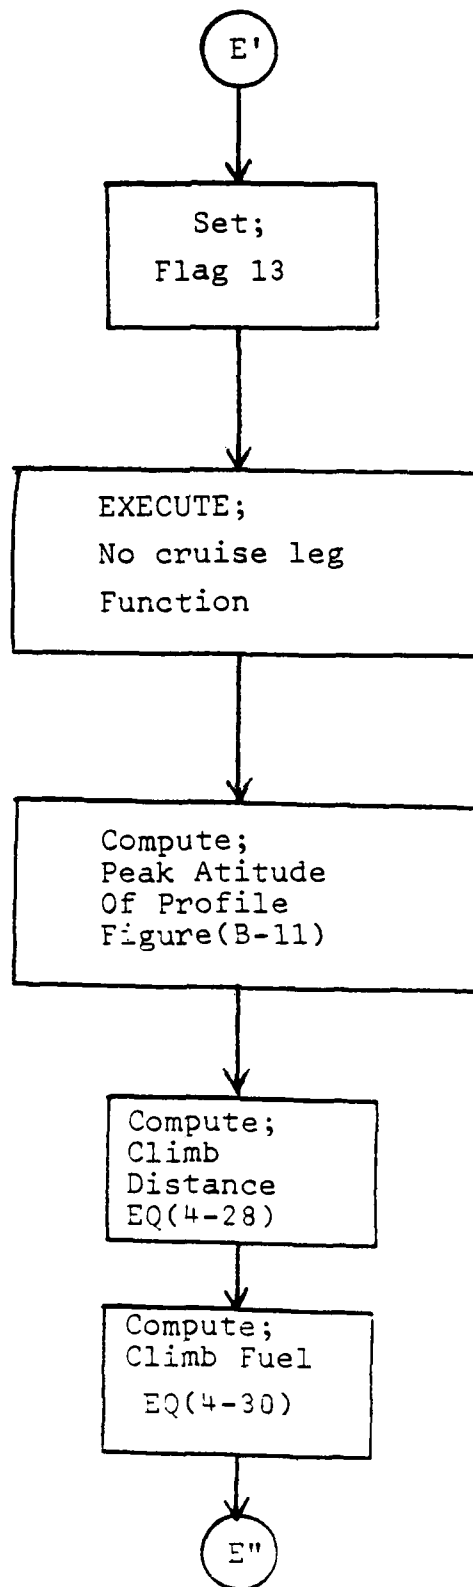 E'
Set;
Flag 13
EXECUTE;
No cruise leg
Function
Compute;
Peak Atitude
Of Profile
Figure(B-11)
Compute;
Climb
Distance
EQ(4-28)
Compute;
Climb Fuel
EQ(4-30)
E"